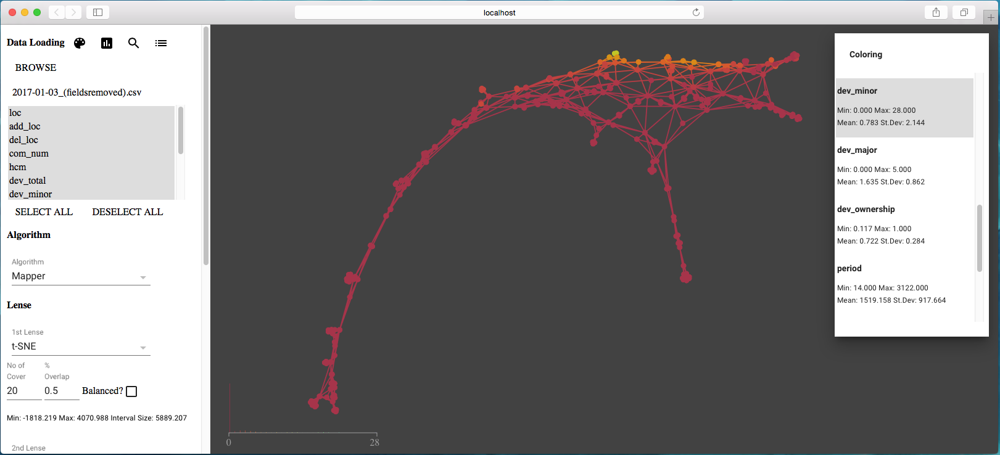 localhost
Data Loading
BROWSE
2017-01-03_(fieldsremoved).csv
loc
add_loc
del_loc
com_num
hcm
dev_total
dev_minor
SELECT ALL DESELECT ALL
Algorithm
Algorithm
Mapper
Lense
1st Lense
t-SNE
No of Cover
% Overlap
20
0.5
Balanced?
Min: -1818.219 Max: 4070.988 Interval Size: 5889.207
2nd Lense
0
28
Coloring
dev_minor
Min: 0.000 Max: 28.000
Mean: 0.783 St.Dev: 2.144
dev_major
Min: 0.000 Max: 5.000
Mean: 1.635 St.Dev: 0.862
dev_ownership
Min: 0.117 Max: 1.000
Mean: 0.722 St.Dev: 0.284
period
Min: 14.000 Max: 3122.000
Mean: 1519.158 St.Dev: 917.664